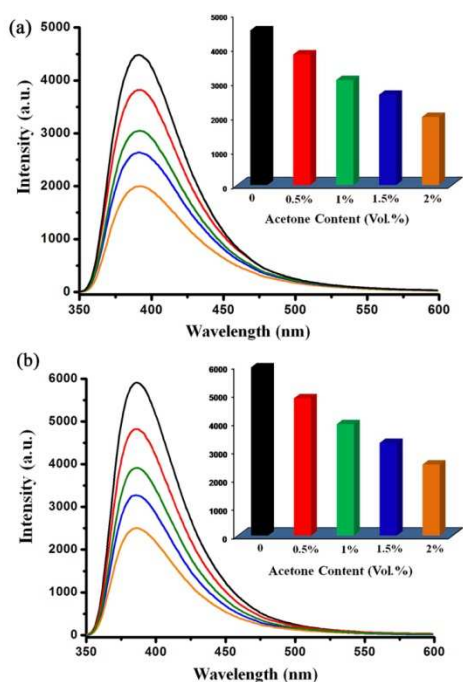 (a)
5000
4000
3000
2000
1000
0
Intensity (a.u.)
350 400 450 500 550 600
Wavelength (nm)
5000
4000
3000
2000
1000
0
0 0.5% 1% 1.5% 2%
Acetone Content (Vol.%)
(b)
6000
5000
4000
3000
2000
1000
0
Intensity (a.u.)
350 400 450 500 550 600
Wavelength (nm)
6000
5000
4000
3000
2000
1000
0
0 0.5% 1% 1.5% 2%
Acetone Content (Vol.%)